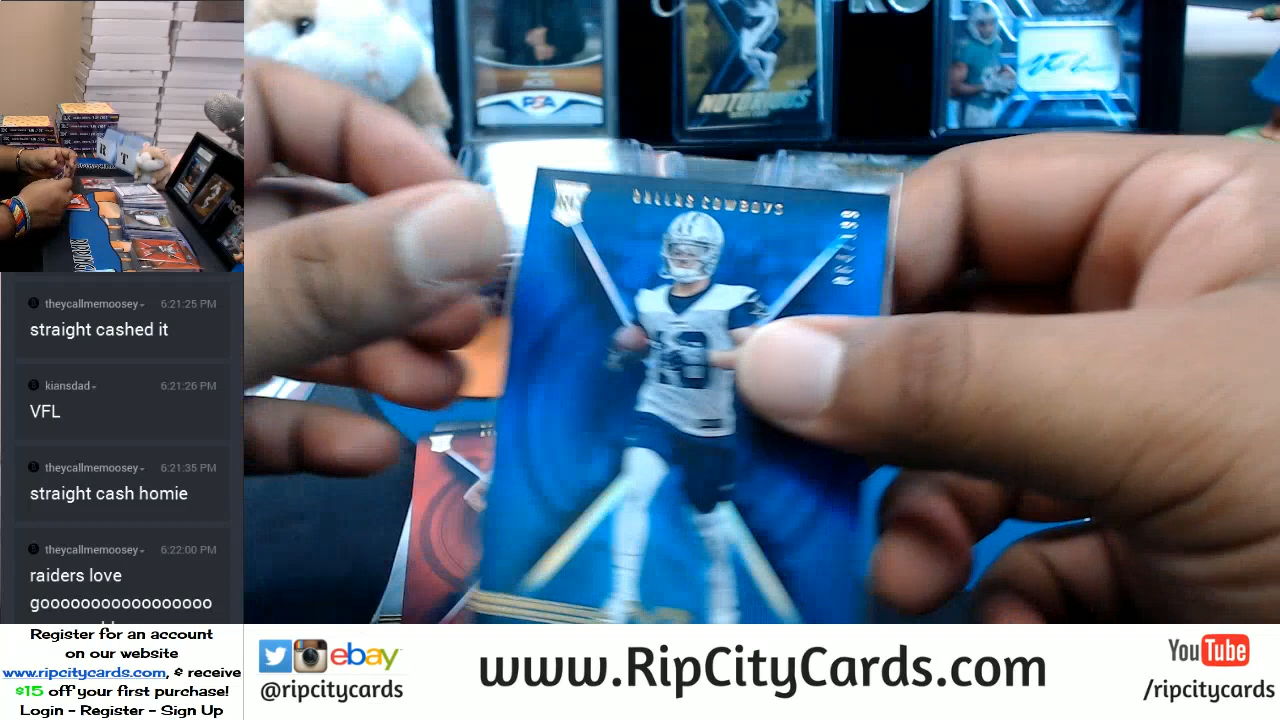 PSA
NOTORIOUS
RC
DALLAS COWBOYS
18
theycallmemoosey 6:21:25 PM
straight cashed it
kiansdad 6:21:26 PM
VFL
theycallmemoosey 6:21:35 PM
straight cash homie
theycallmemoosey 6:22:00 PM
raiders love
gooooooooooooooooo
Register for an account
on our website
www.ripcitycards.com, & receive
$15 off your first purchase!
Login - Register - Sign Up
ebay
@ripcitycards
www.RipCityCards.com
YouTube
/ripcitycards